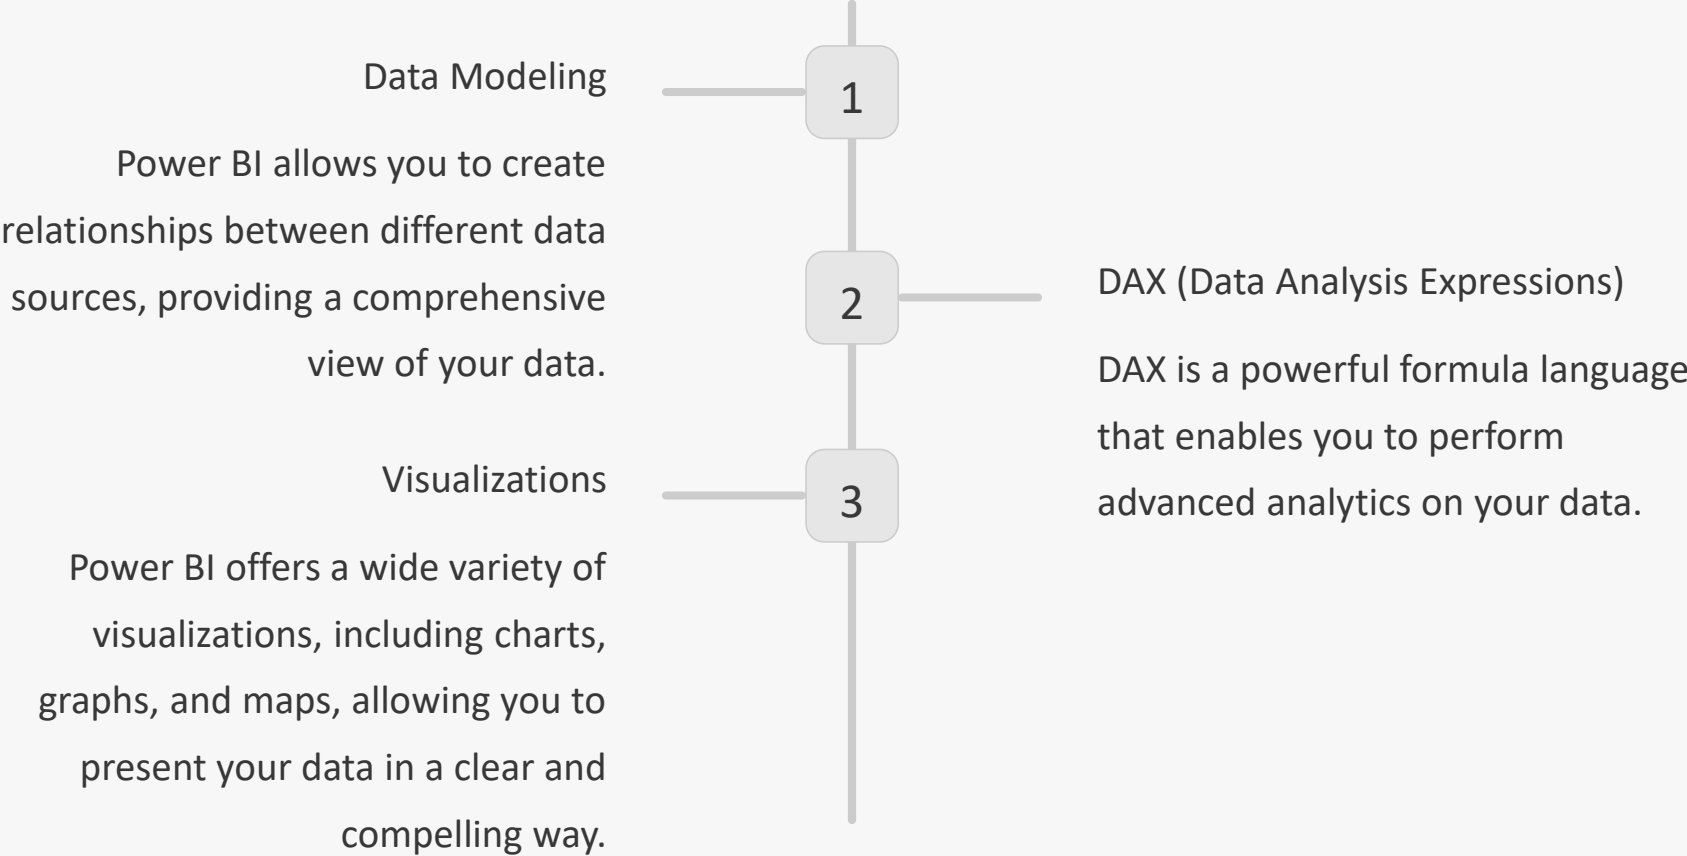 1
Data Modeling
Power BI allows you to create
relationships between different data
sources, providing a comprehensive
view of your data.
2
DAX (Data Analysis Expressions)
DAX is a powerful formula language
that enables you to perform
advanced analytics on your data.
3
Visualizations
Power BI offers a wide variety of
visualizations, including charts,
graphs, and maps, allowing you to
present your data in a clear and
compelling way.